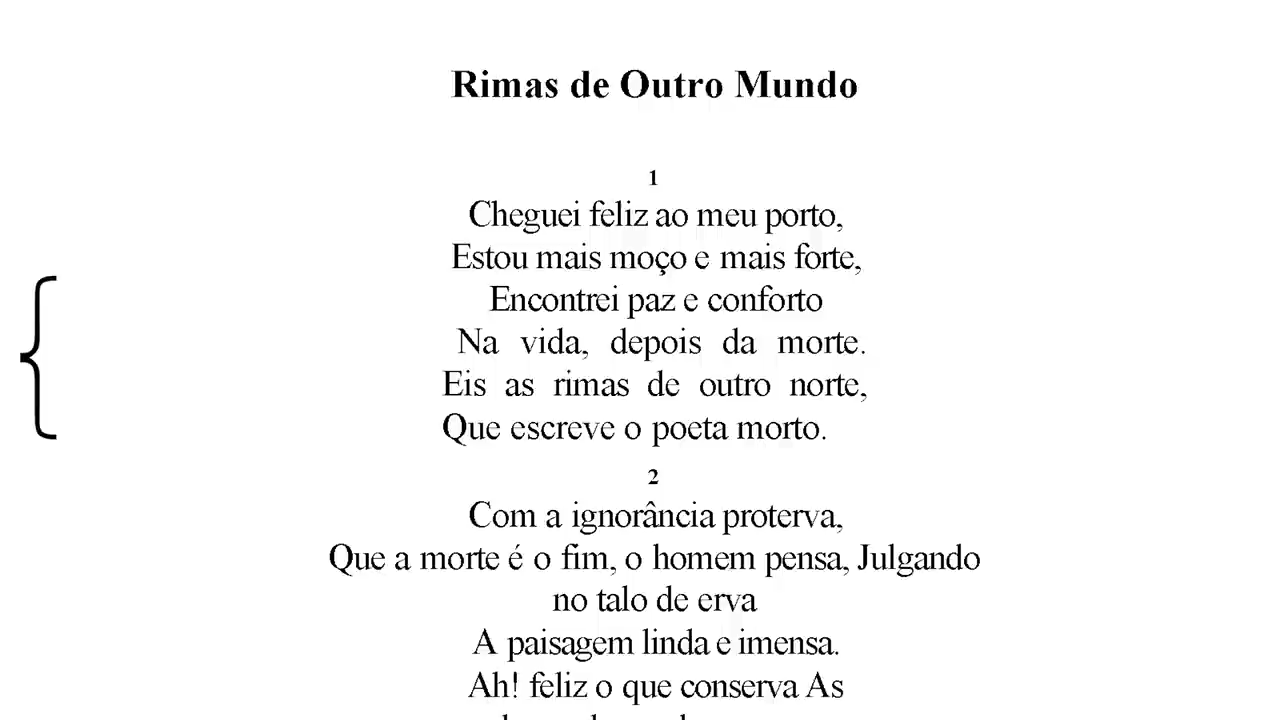 Rimas de Outro Mundo
1
Cheguei feliz ao meu porto,
Estou mais moço e mais forte,
Encontrei paz e conforto
Na vida, depois da morte.
Eis as rimas de outro norte,
Que escreve o poeta morto.
2
Com a ignorância proterva,
Que a morte é o fim, o homem pensa, Julgando
no talo de erva
A paisagem linda e imensa.
Ah! feliz o que conserva As